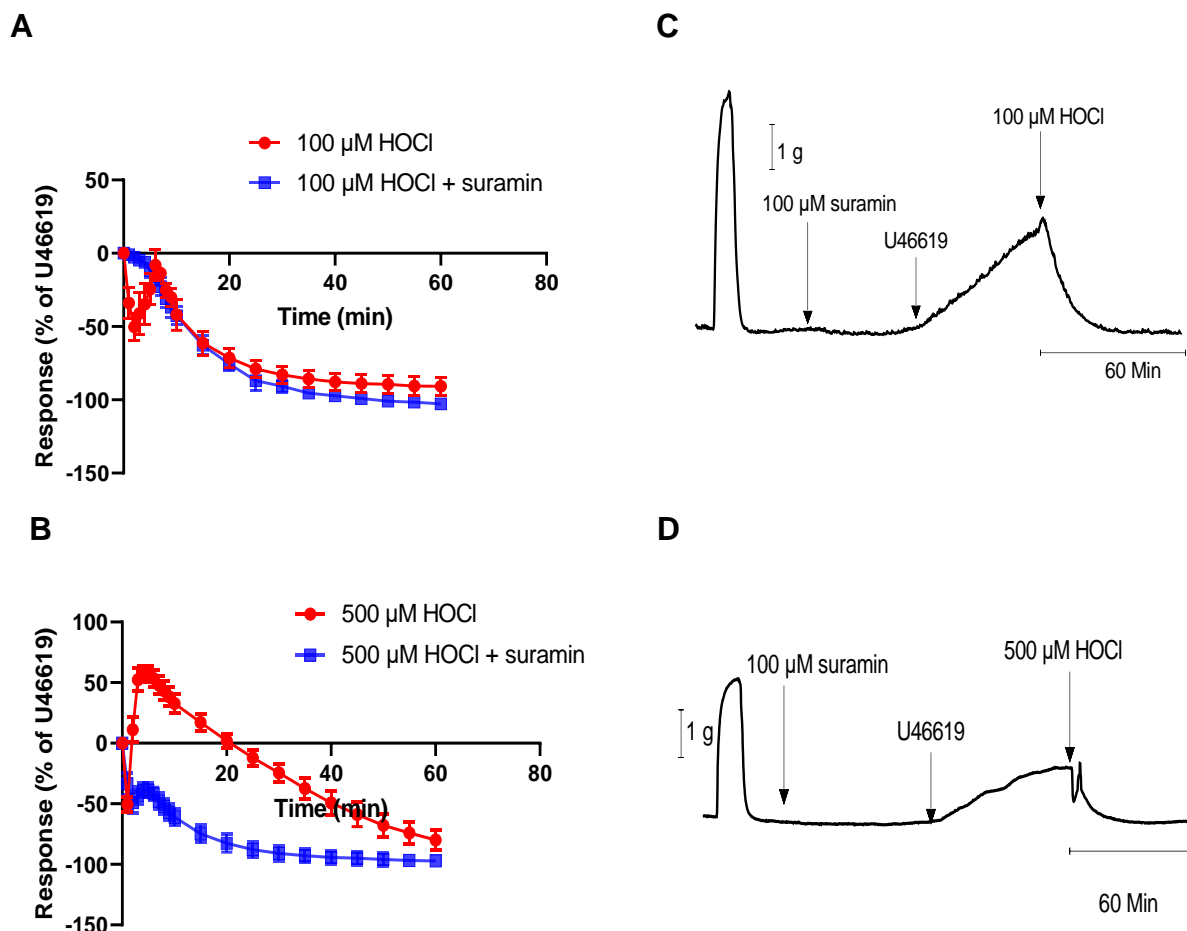 A
100 µM HOCl
100 µM HOCl + suramin
Response (% of U46619)
50
0
-50
-100
-150
20
40
60
80
Time (min)
B
500 µM HOCl
500 µM HOCl + suramin
Response (% of U46619)
100
50
0
-50
-100
-150
20
40
60
80
Time (min)
C
1 g
100 µM suramin
U46619
100 µM HOCl
60 Min
D
1 g
100 µM suramin
U46619
500 µM HOCl
60 Min